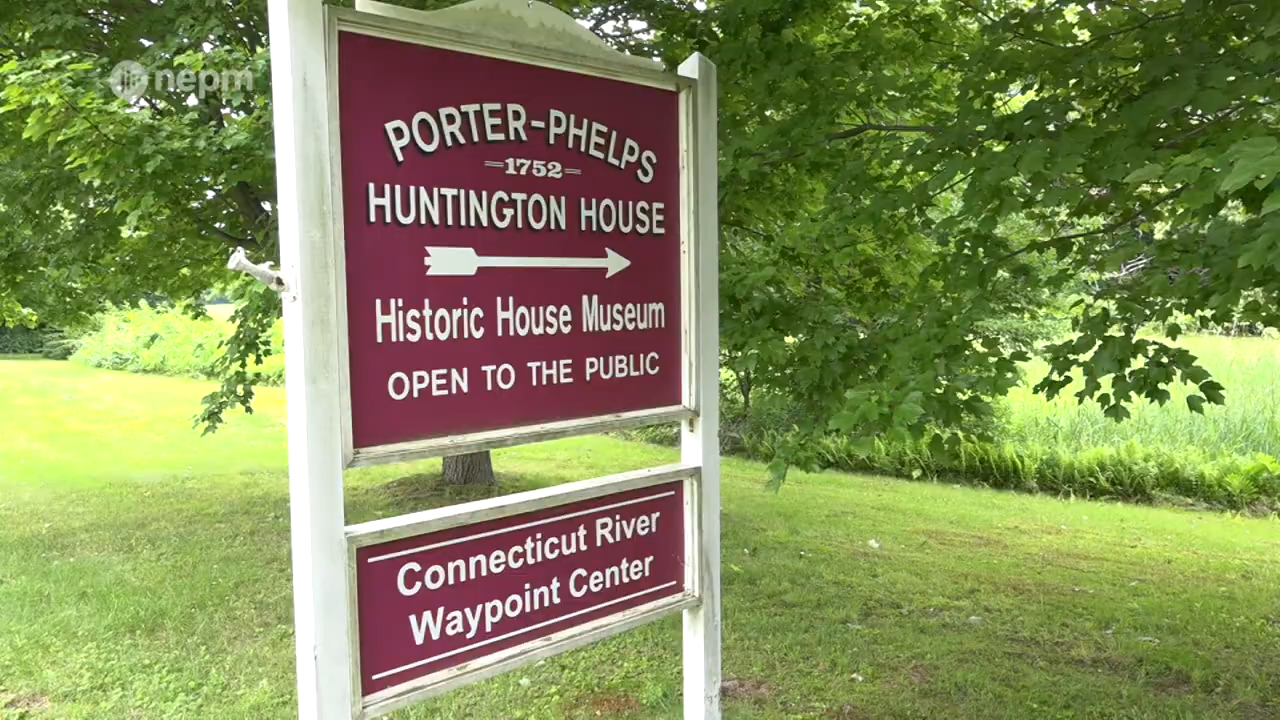 nepm
PORTER-PHELPS
1752
HUNTINGTON HOUSE
Historic House Museum
OPEN TO THE PUBLIC
Connecticut River
Waypoint Center